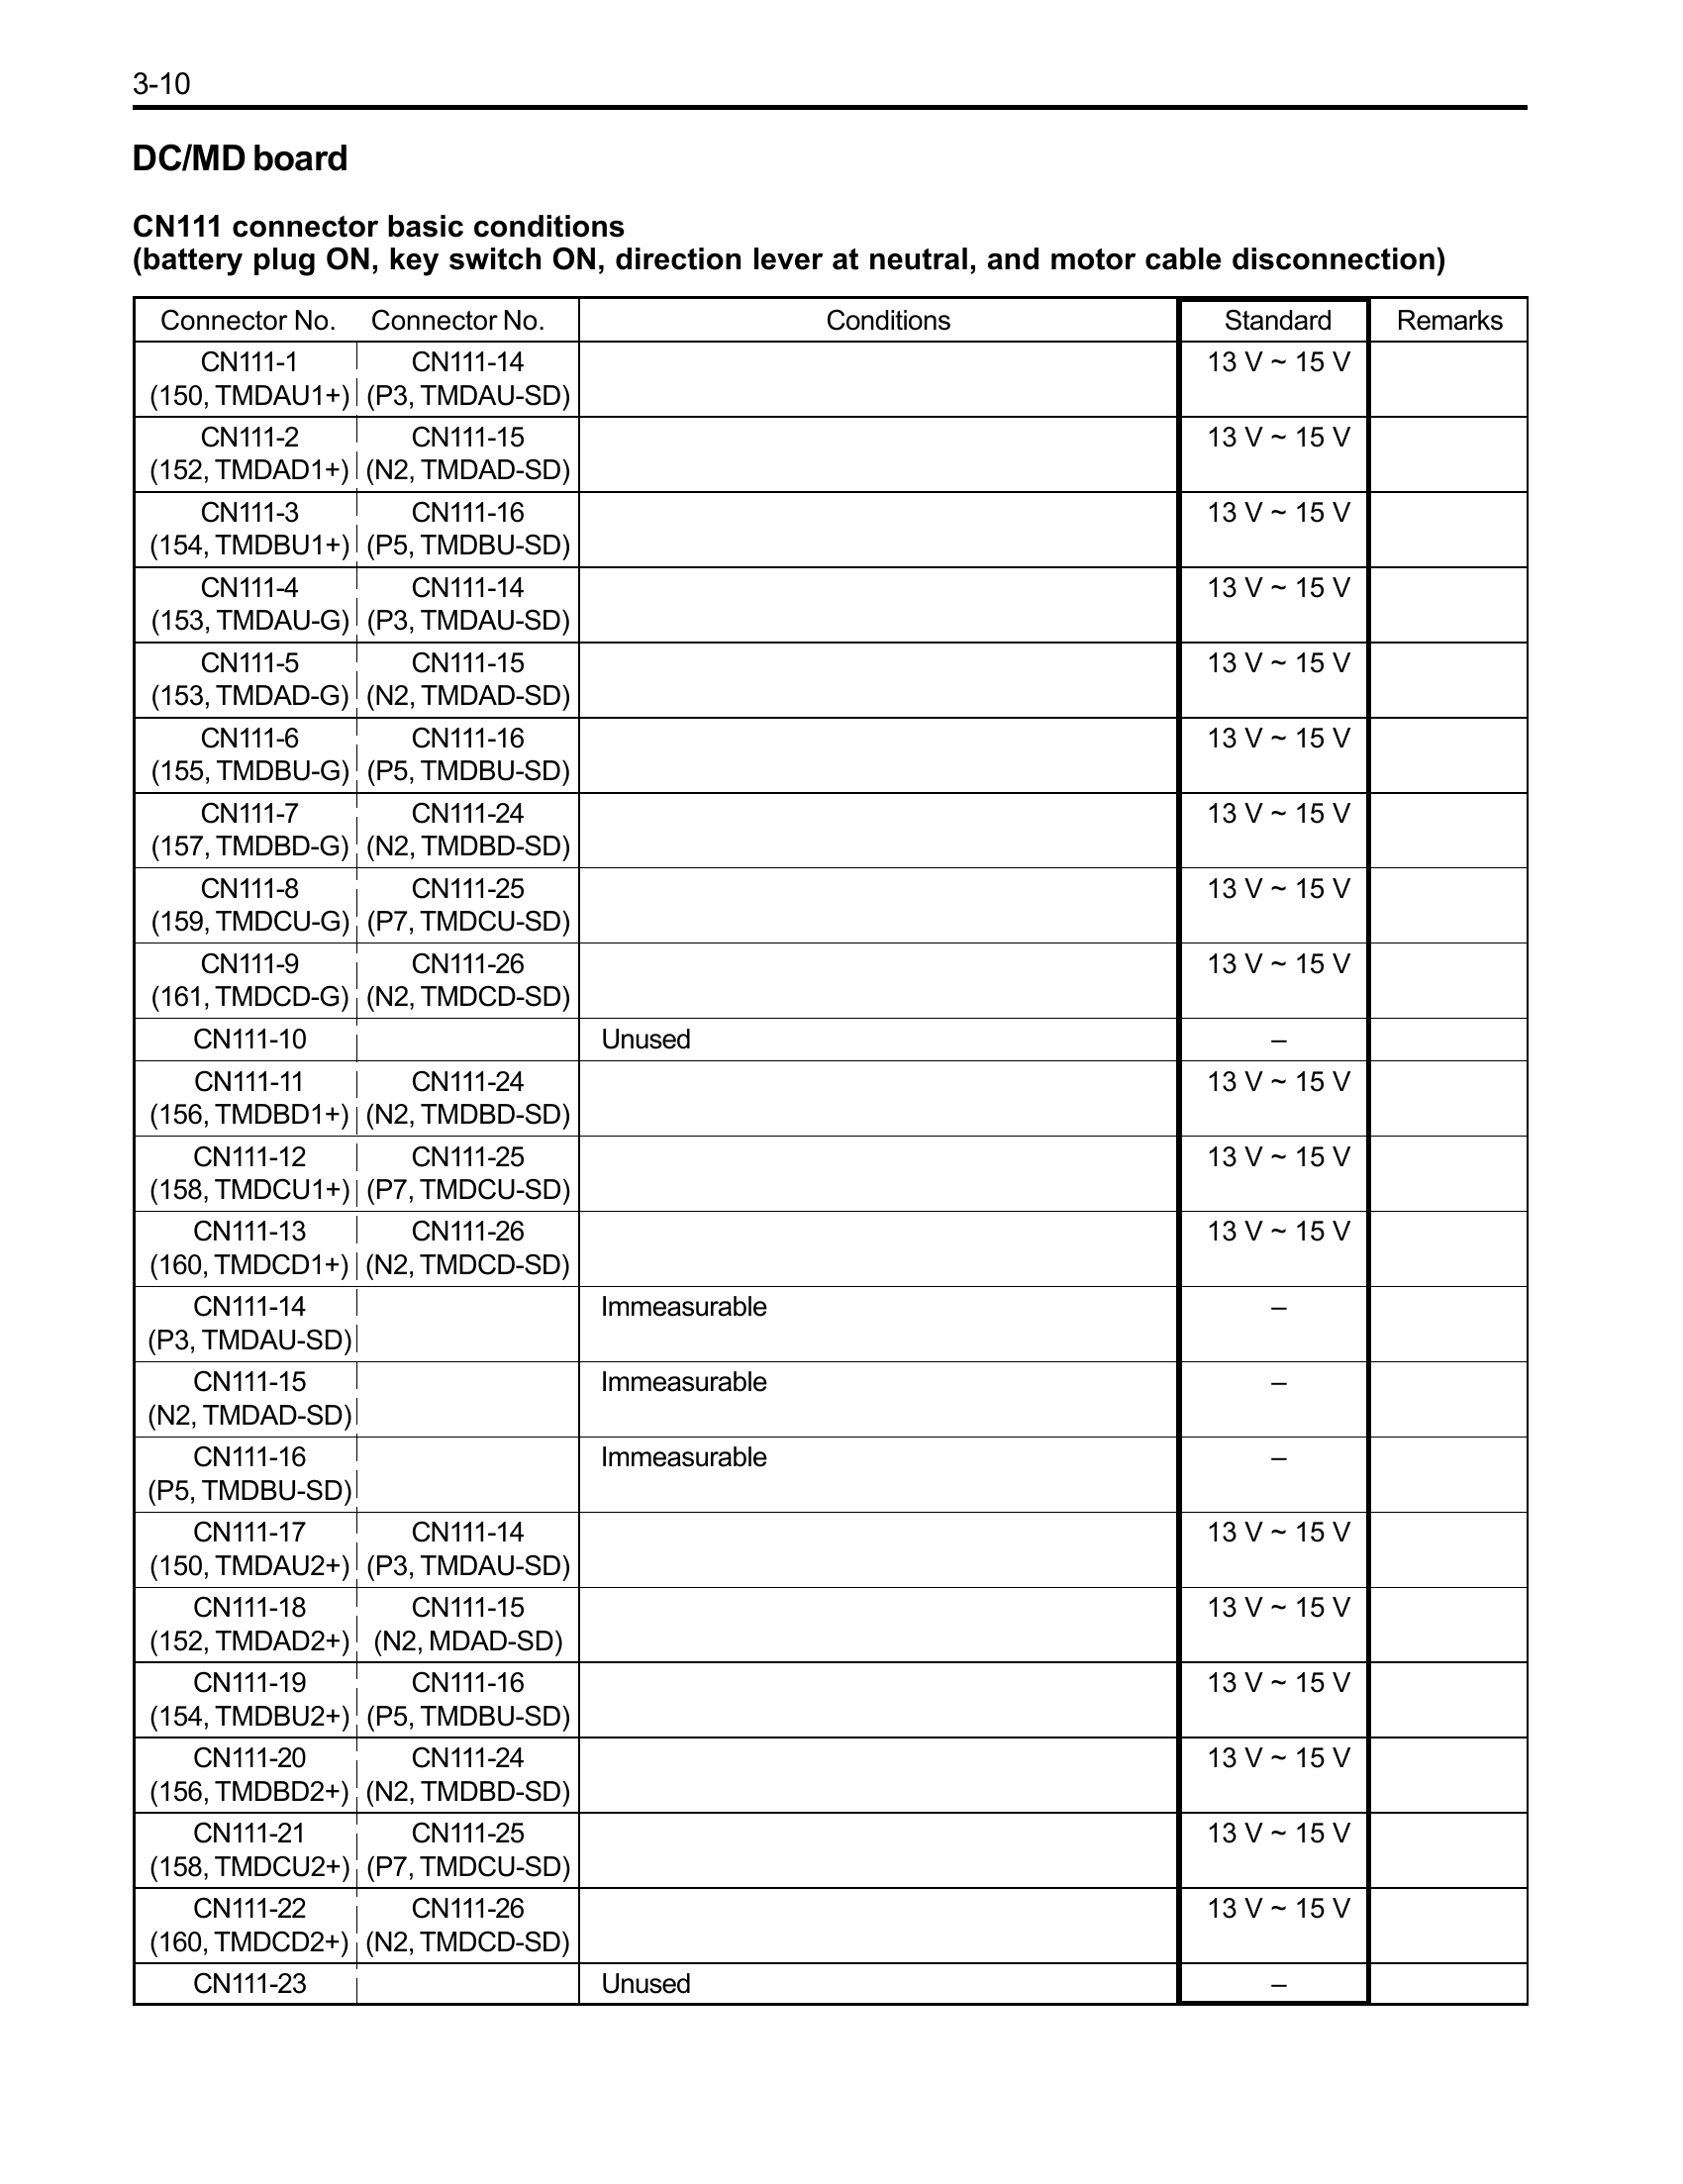 3-10
DC/MD board
CN111 connector basic conditions
(battery plug ON, key switch ON, direction lever at neutral, and motor cable disconnection)
Connector No. Connector No. Conditions Standard Remarks
CN111-1 CN111-14 13 V ~ 15 V
(150, TMDAU1+) (P3, TMDAU-SD)
CN111-2 CN111-15 13 V ~ 15 V
(152, TMDAD1+) (N2, TMDAD-SD)
CN111-3 CN111-16 13 V ~ 15 V
(154, TMDBU1+) (P5, TMDBU-SD)
CN111-4 CN111-14 13 V ~ 15 V
(153, TMDAU-G) (P3, TMDAU-SD)
CN111-5 CN111-15 13 V ~ 15 V
(153, TMDAD-G) (N2, TMDAD-SD)
CN111-6 CN111-16 13 V ~ 15 V
(155, TMDBU-G) (P5, TMDBU-SD)
CN111-7 CN111-24 13 V ~ 15 V
(157, TMDBD-G) (N2, TMDBD-SD)
CN111-8 CN111-25 13 V ~ 15 V
(159, TMDCU-G) (P7, TMDCU-SD)
CN111-9 CN111-26 13 V ~ 15 V
(161, TMDCD-G) (N2, TMDCD-SD)
CN111-10 Unused –
CN111-11 CN111-24 13 V ~ 15 V
(156, TMDBD1+) (N2, TMDBD-SD)
CN111-12 CN111-25 13 V ~ 15 V
(158, TMDCU1+) (P7, TMDCU-SD)
CN111-13 CN111-26 13 V ~ 15 V
(160, TMDCD1+) (N2, TMDCD-SD)
CN111-14 Immeasurable –
(P3, TMDAU-SD)
CN111-15 Immeasurable –
(N2, TMDAD-SD)
CN111-16 Immeasurable –
(P5, TMDBU-SD)
CN111-17 CN111-14 13 V ~ 15 V
(150, TMDAU2+) (P3, TMDAU-SD)
CN111-18 CN111-15 13 V ~ 15 V
(152, TMDAD2+) (N2, MDAD-SD)
CN111-19 CN111-16 13 V ~ 15 V
(154, TMDBU2+) (P5, TMDBU-SD)
CN111-20 CN111-24 13 V ~ 15 V
(156, TMDBD2+) (N2, TMDBD-SD)
CN111-21 CN111-25 13 V ~ 15 V
(158, TMDCU2+) (P7, TMDCU-SD)
CN111-22 CN111-26 13 V ~ 15 V
(160, TMDCD2+) (N2, TMDCD-SD)
CN111-23 Unused –